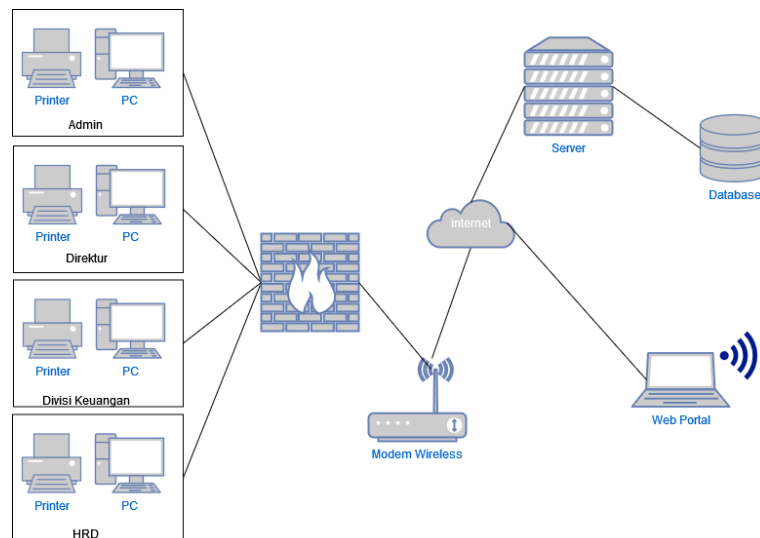 Printer
PC
Admin
Printer
PC
Direktur
Printer
PC
Divisi Keuangan
Printer
PC
HRD
Modem Wireless
internet
Server
Database
Web Portal